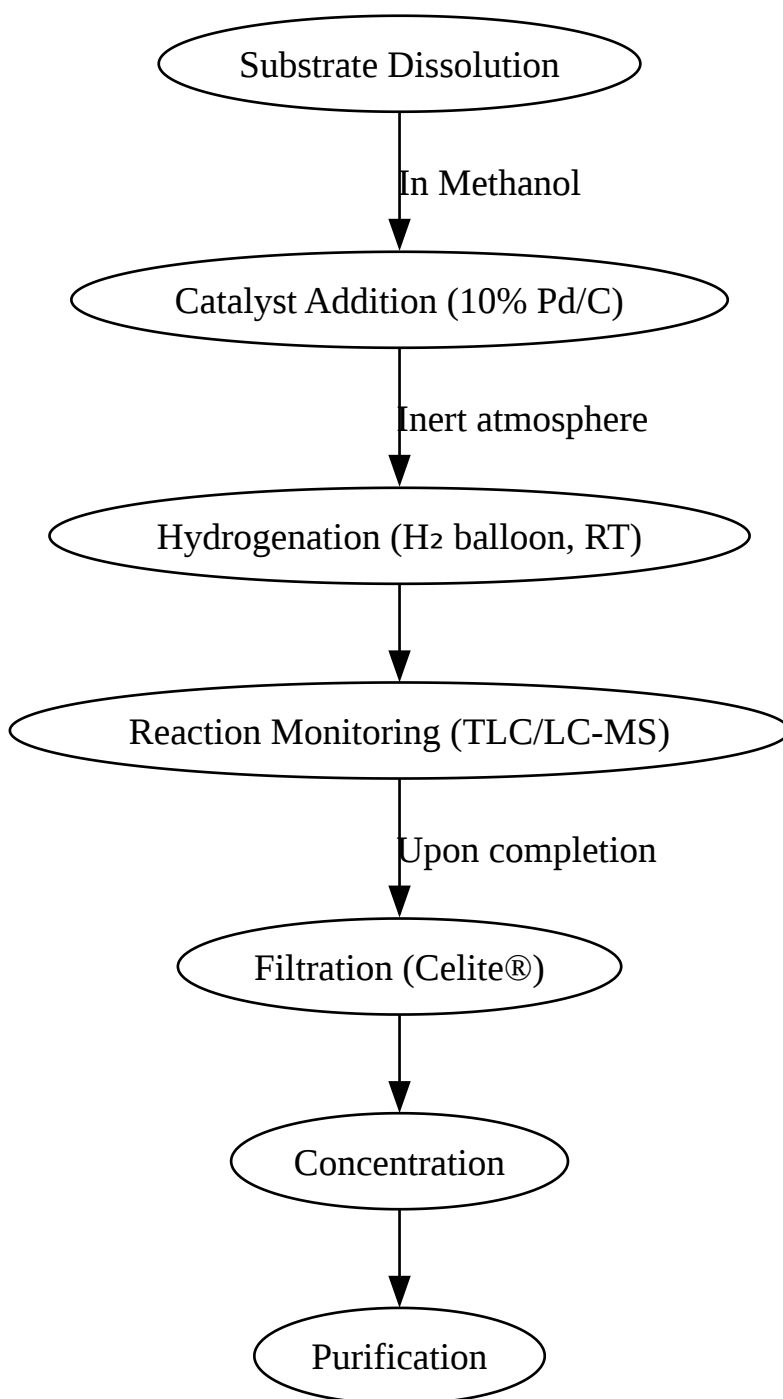 Substrate Dissolution
In Methanol
Catalyst Addition (10% Pd/C)
Inert atmosphere
Hydrogenation (H₂ balloon, RT)
Reaction Monitoring (TLC/LC-MS)
Upon completion
Filtration (Celite®)
Concentration
Purification